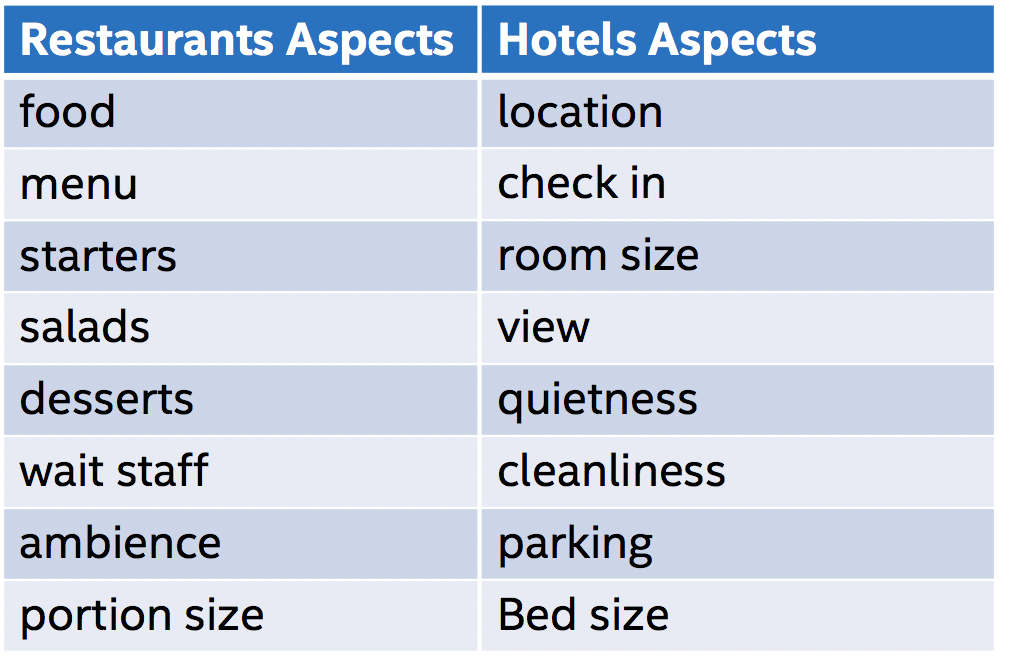 Restaurants Aspects Hotels Aspects
food location
menu check in
starters room size
salads view
desserts quietness
wait staff cleanliness
ambience parking
portion size Bed size